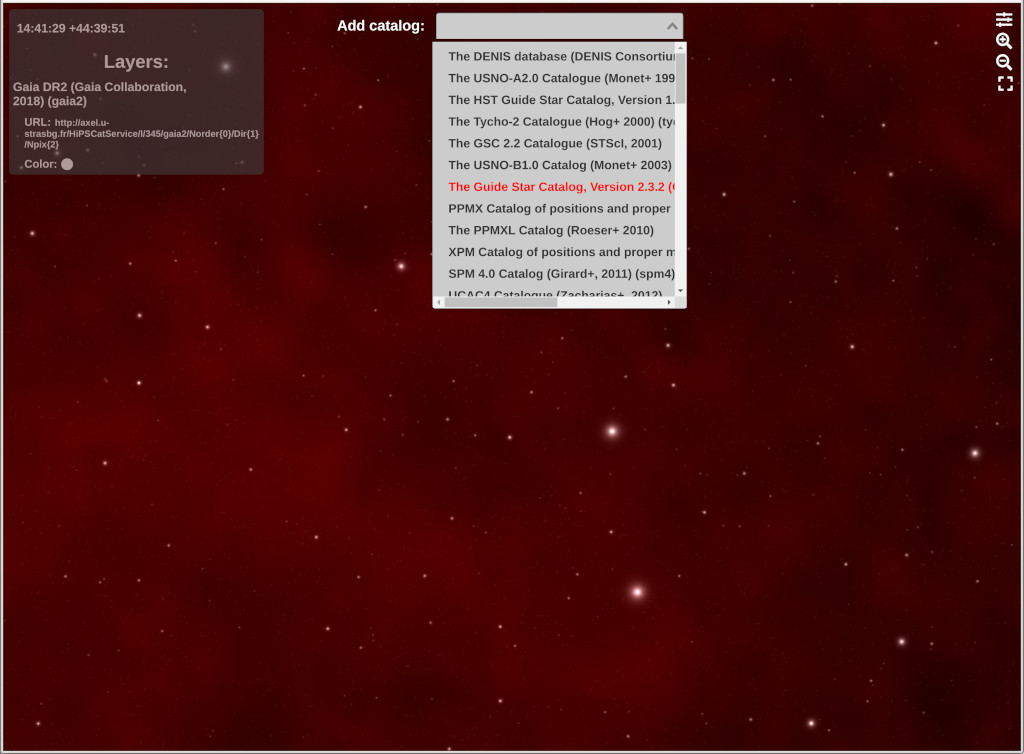 14:41:29 +44:39:51
Layers:
Gaia DR2 (Gaia Collaboration,
2018) (gaia2)
URL: http://axel.u-
strasbg.fr/HiPSCatService/I/345/gaia2/Norder{0}/Dir{1}
/Npix{2}
Color:
Add catalog:
The DENIS database (DENIS Consortiu
The USNO-A2.0 Catalogue (Monet+ 199
The HST Guide Star Catalog, Version 1.
The Tycho-2 Catalogue (Hog+ 2000) (ty
The GSC 2.2 Catalogue (STScI, 2001)
The USNO-B1.0 Catalog (Monet+ 2003)
The Guide Star Catalog, Version 2.3.2 (
PPMX Catalog of positions and proper
The PPMXL Catalog (Roeser+ 2010)
XPM Catalog of positions and proper m
SPM 4.0 Catalog (Girard+, 2011) (spm4)
UCAC4 Catalogue (Zacharias+, 2012)